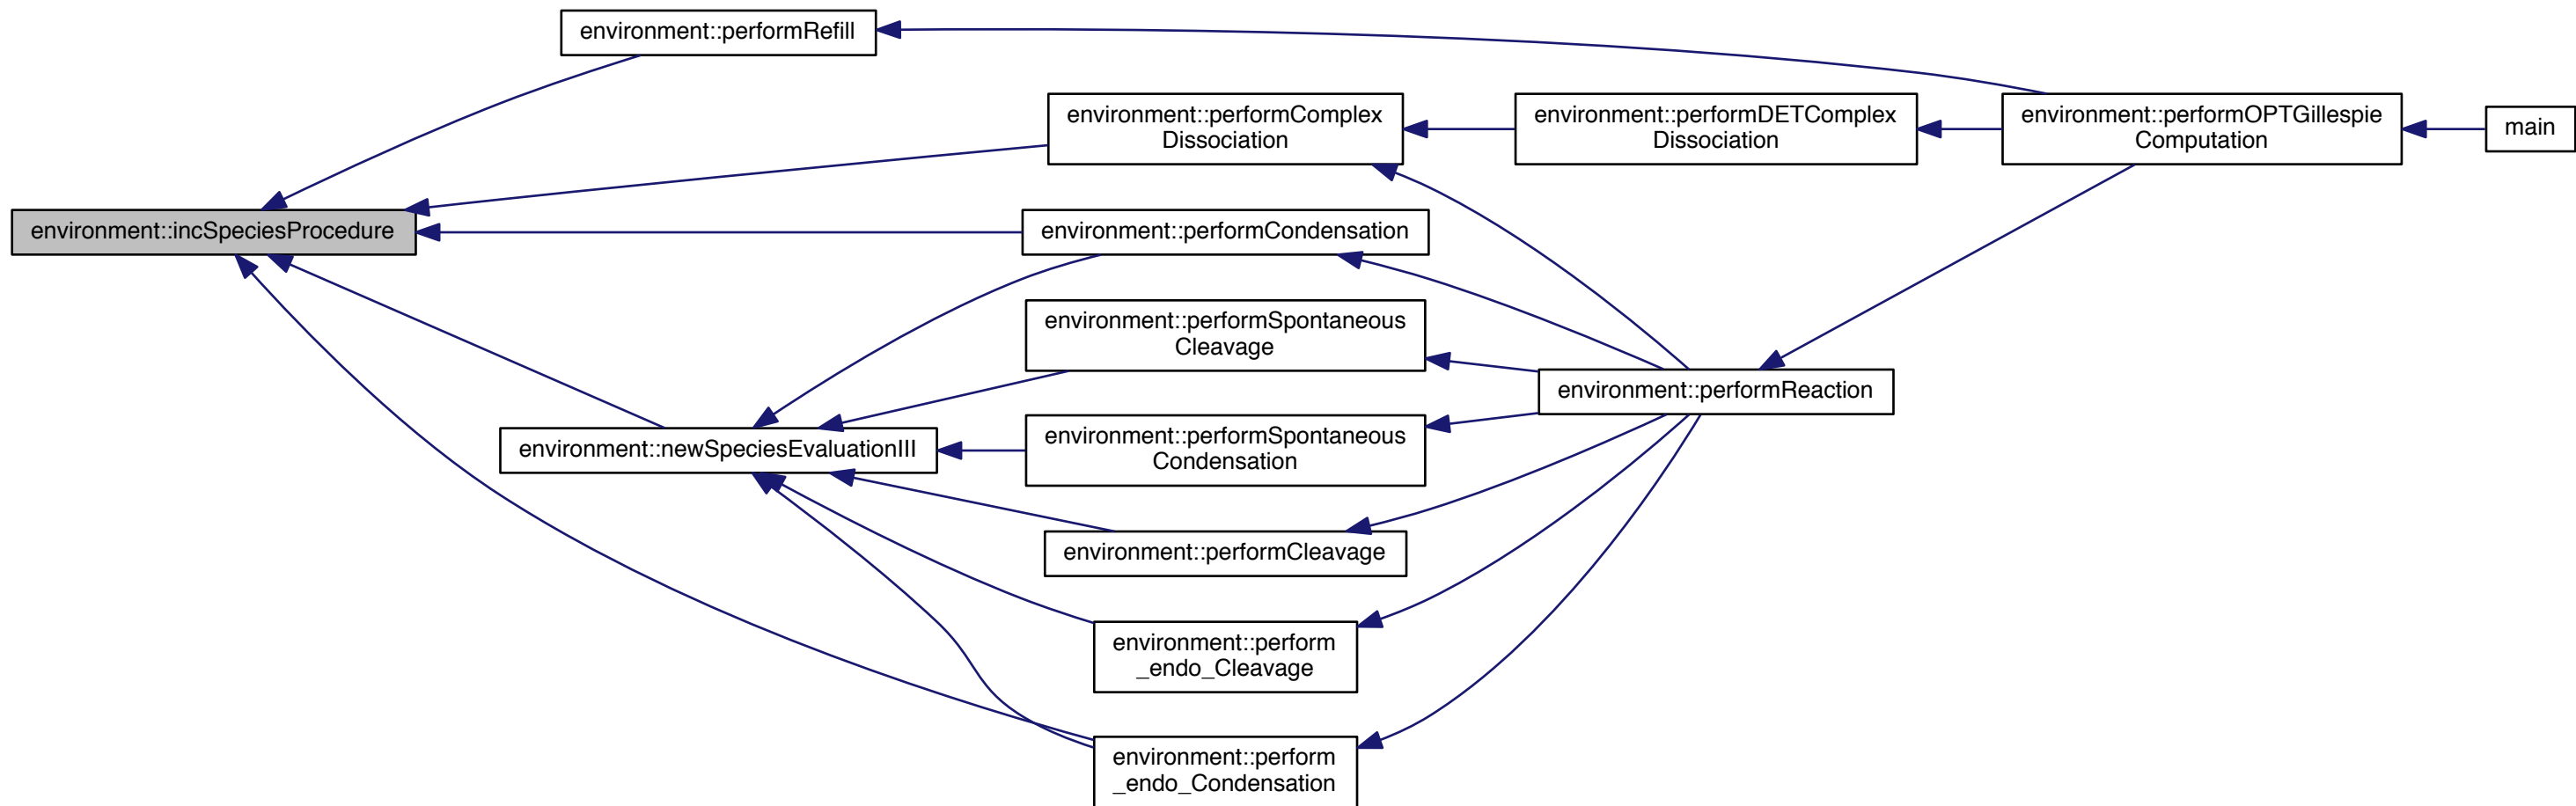 environment::performRefill
environment::performComplex
Dissociation
environment::performDETComplex
Dissociation
environment::performOPTGillespie
Computation
main
environment::incSpeciesProcedure
environment::performCondensation
environment::performSpontaneous
Cleavage
environment::performReaction
environment::newSpeciesEvaluationIII
environment::performSpontaneous
Condensation
environment::performCleavage
environment::perform
_endo_Cleavage
environment::perform
_endo_Condensation